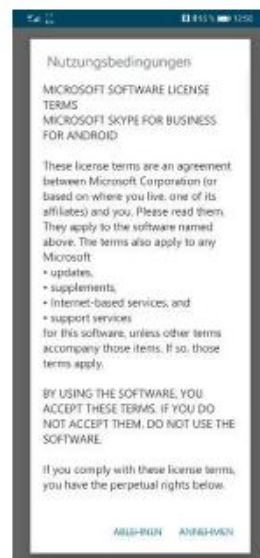 Nutzungsbedingungen
MICROSOFT SOFTWARE LICENSE
TERMS
MICROSOFT SKYPE FOR BUSINESS
FOR ANDROID
These license terms are an agreement
between Microsoft Corporation (or
based on where you live, one of its
affiliates) and you. Please read them.
They apply to the software named
above. The terms also apply to any
Microsoft
• updates,
• supplements,
• Internet-based services, and
• support services
for this software, unless other terms
accompany those items. If so, those
terms apply.
BY USING THE SOFTWARE, YOU
ACCEPT THESE TERMS. IF YOU DO
NOT ACCEPT THEM, DO NOT USE THE
SOFTWARE.
If you comply with these license terms,
you have the perpetual rights below.
ABLEHNEN ANNEHMEN